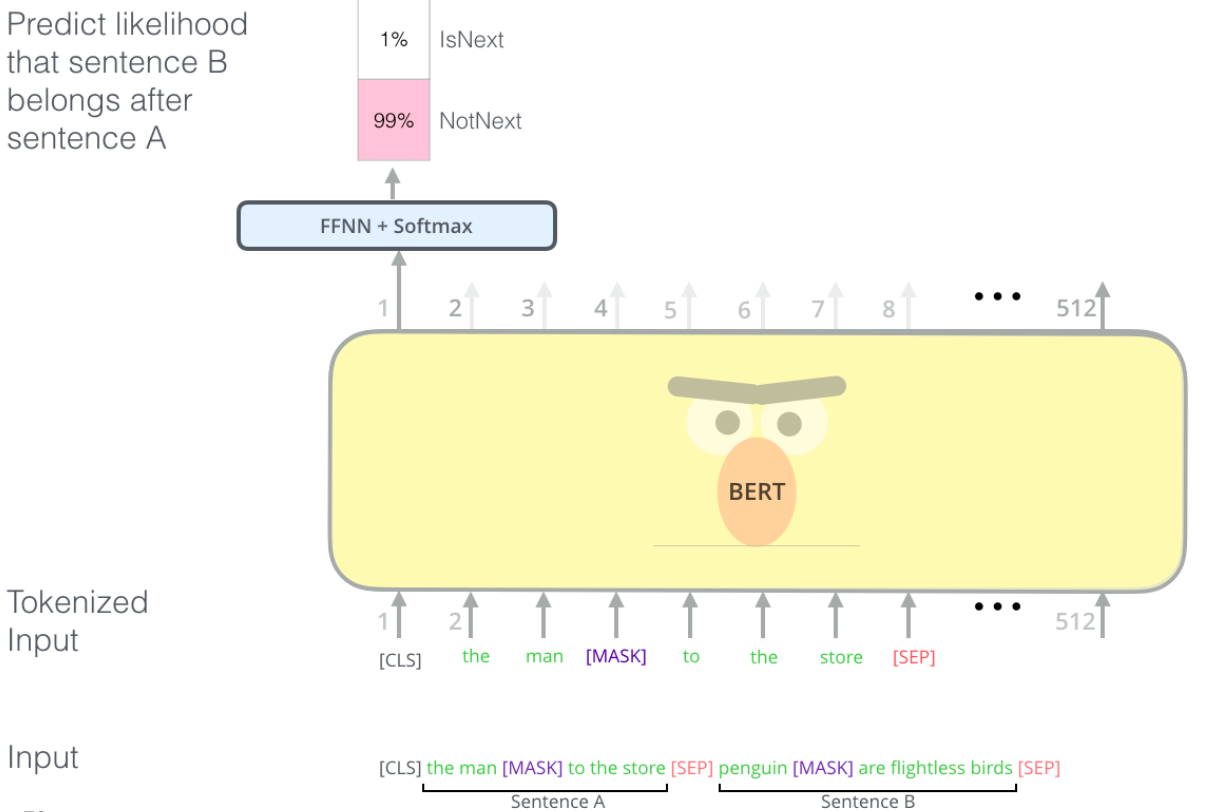 Predict likelihood
that sentence B
belongs after
sentence A
1% IsNext
99% NotNext
FFNN + Softmax
1 2 3 4 5 6 7 8 ••• 512
BERT
Tokenized
Input
1 2 ••• 512
[CLS] the man [MASK] to the store [SEP]
Input
[CLS] the man [MASK] to the store [SEP] penguin [MASK] are flightless birds [SEP]
Sentence A Sentence B